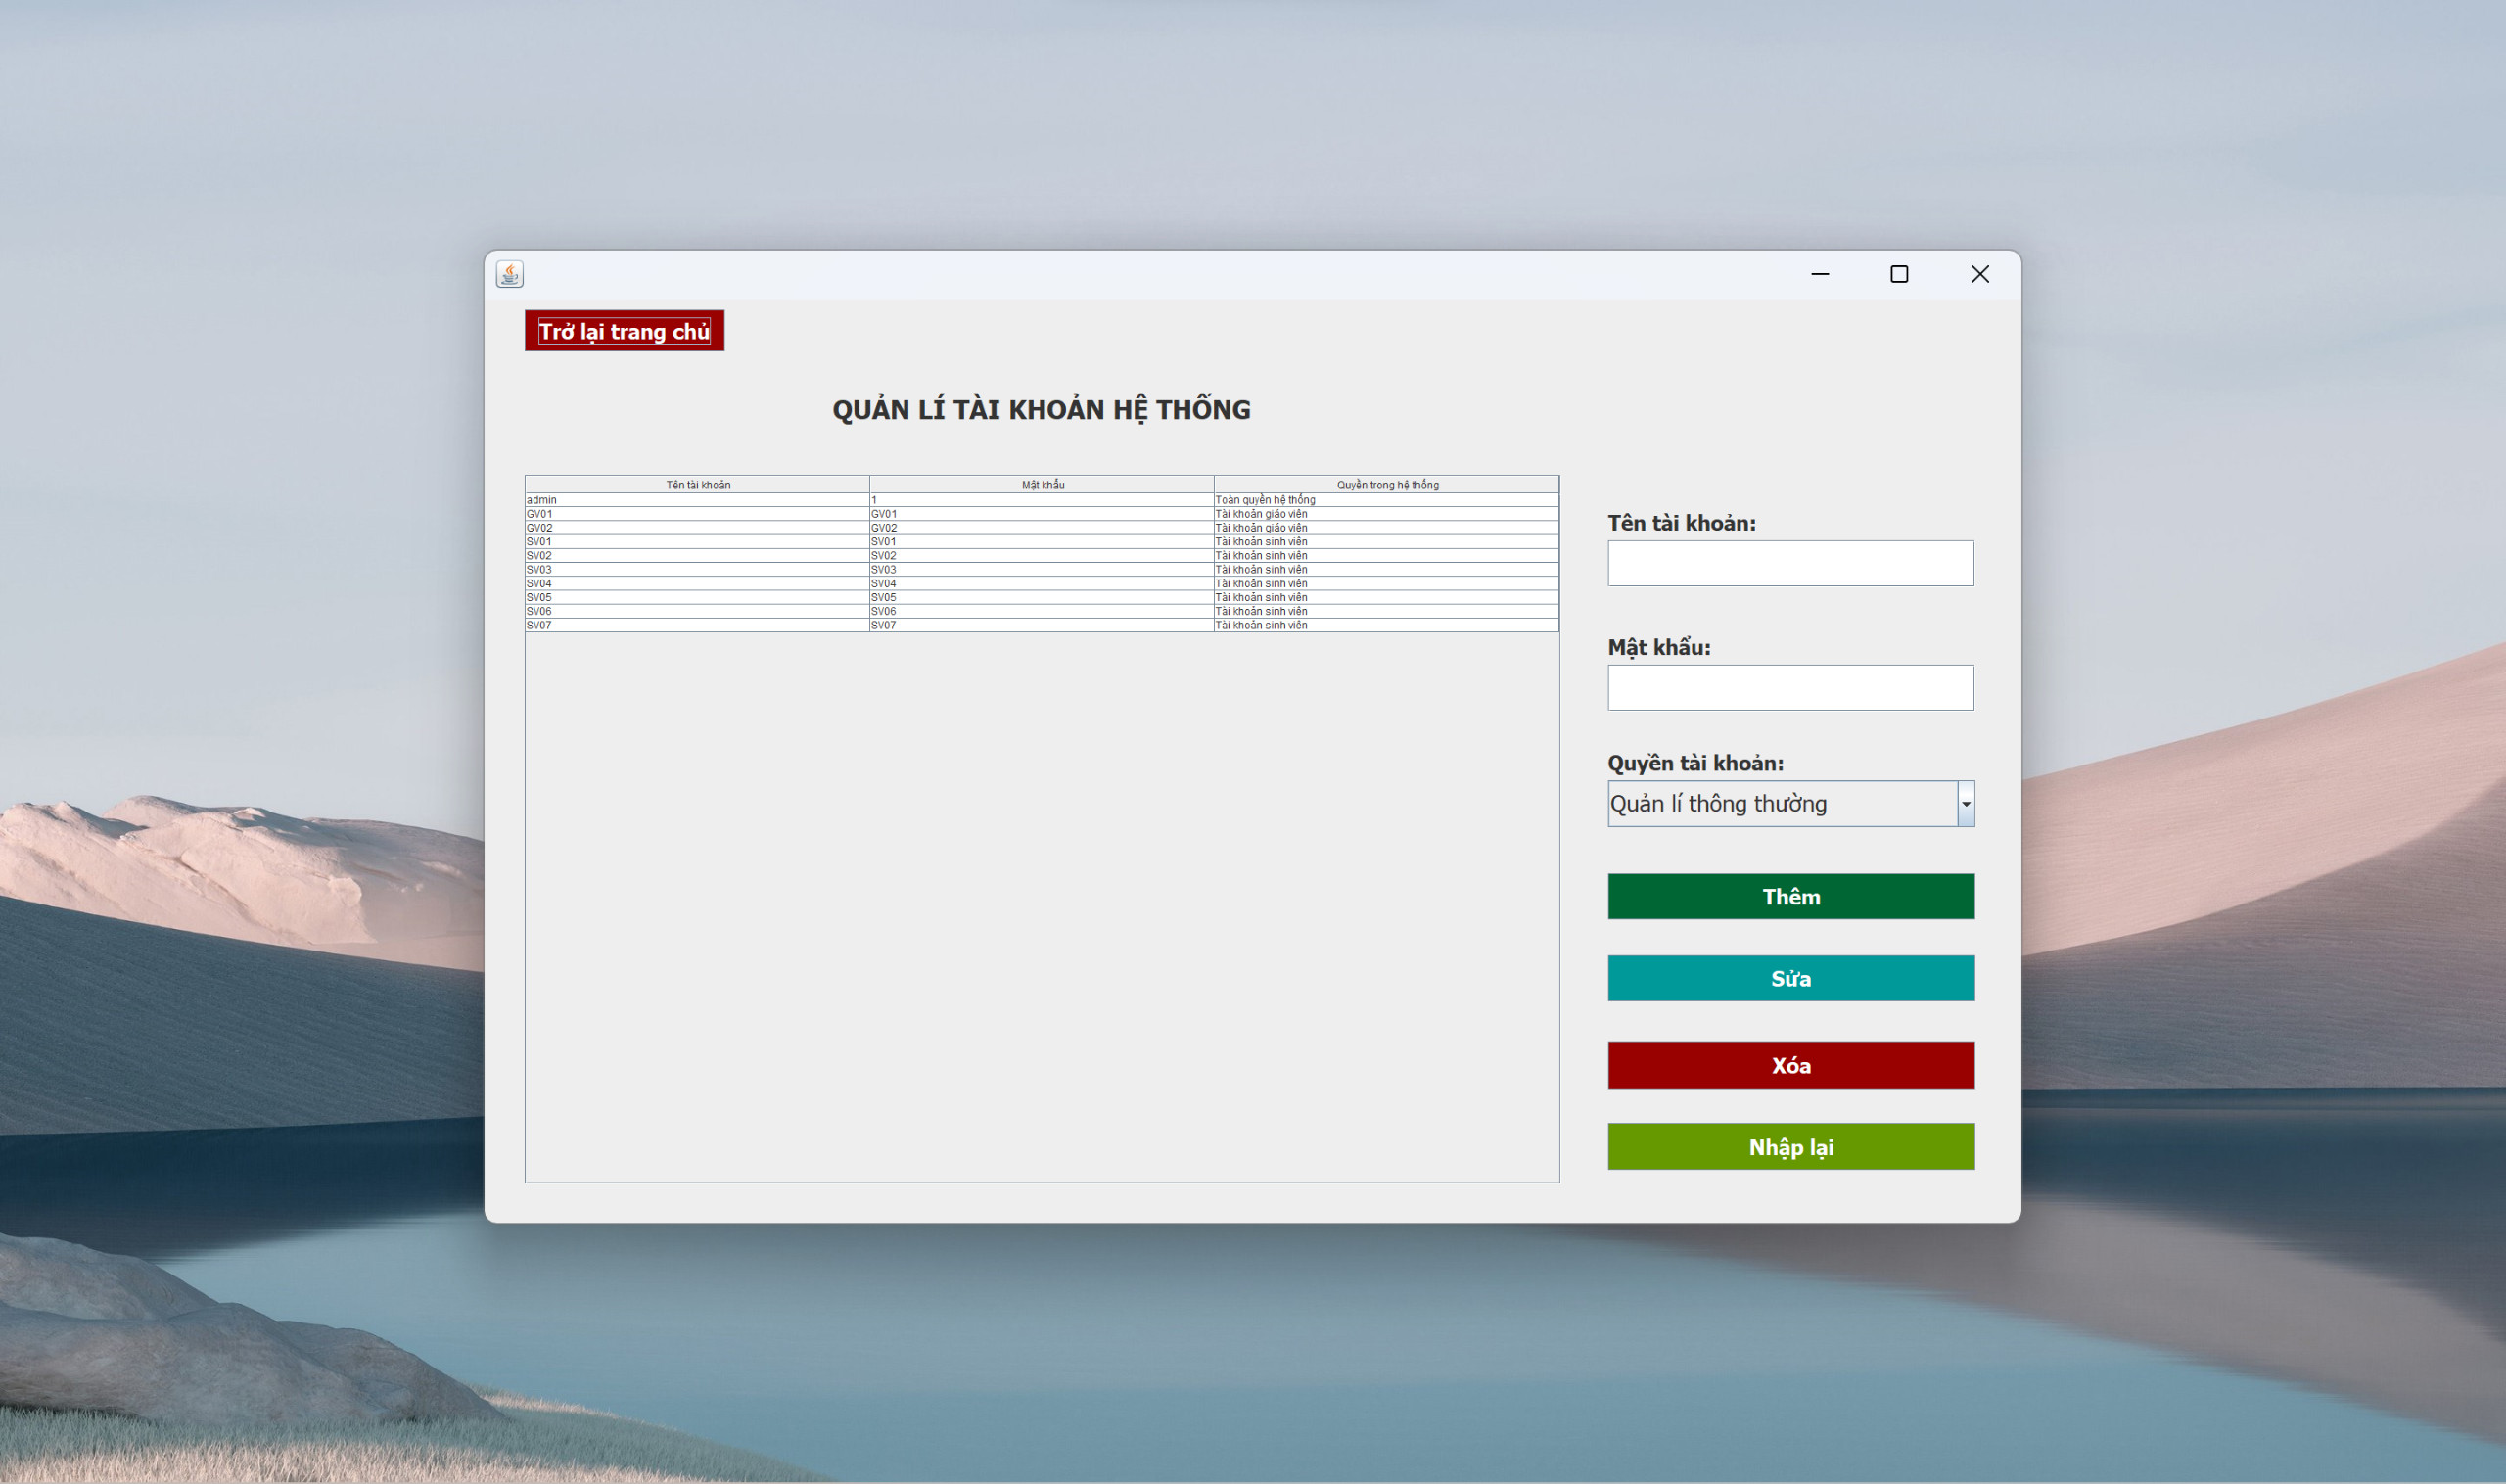 Trở lại trang chủ
QUẢN LÍ TÀI KHOẢN HỆ THỐNG
Tên tài khoản Mật khẩu Quyền trong hệ thống
admin 1 Toàn quyền hệ thống
GV01 GV01 Tài khoản giáo viên
GV02 GV02 Tài khoản giáo viên
SV01 SV01 Tài khoản sinh viên
SV02 SV02 Tài khoản sinh viên
SV03 SV03 Tài khoản sinh viên
SV04 SV04 Tài khoản sinh viên
SV05 SV05 Tài khoản sinh viên
SV06 SV06 Tài khoản sinh viên
SV07 SV07 Tài khoản sinh viên
Tên tài khoản:
Mật khẩu:
Quyền tài khoản:
Quản lí thông thường
Thêm
Sửa
Xóa
Nhập lại